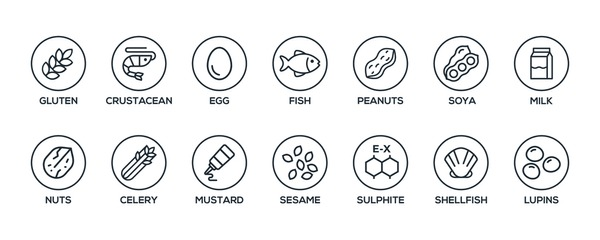 GLUTEN CRUSTACEAN EGG FISH PEANUTS SOYA MILK
E-X
NUTS CELERY MUSTARD SESAME SULPHITE SHELLFISH LUPINS